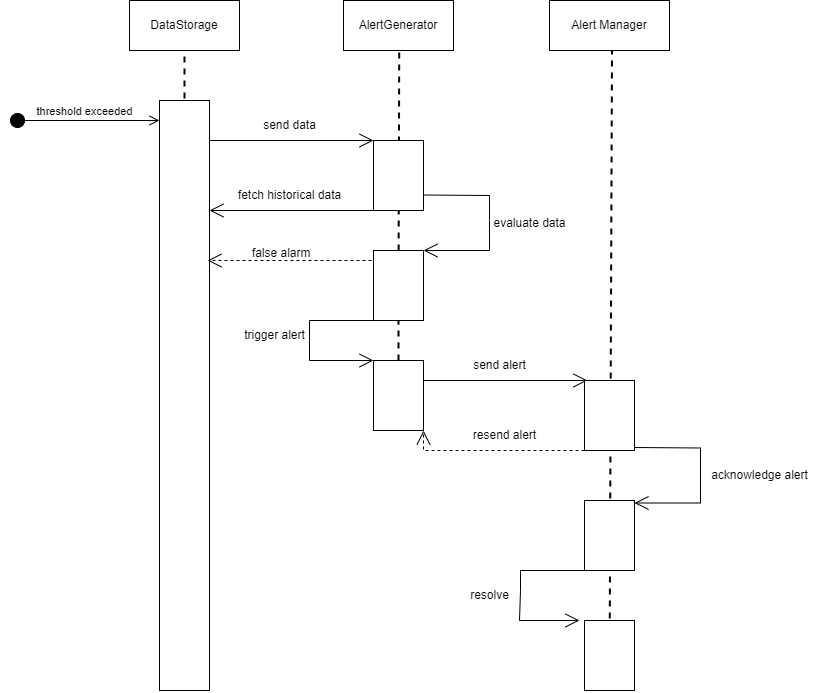 DataStorage
AlertGenerator
Alert Manager
threshold exceeded
send data
fetch historical data
evaluate data
false alarm
trigger alert
send alert
resend alert
acknowledge alert
resolve